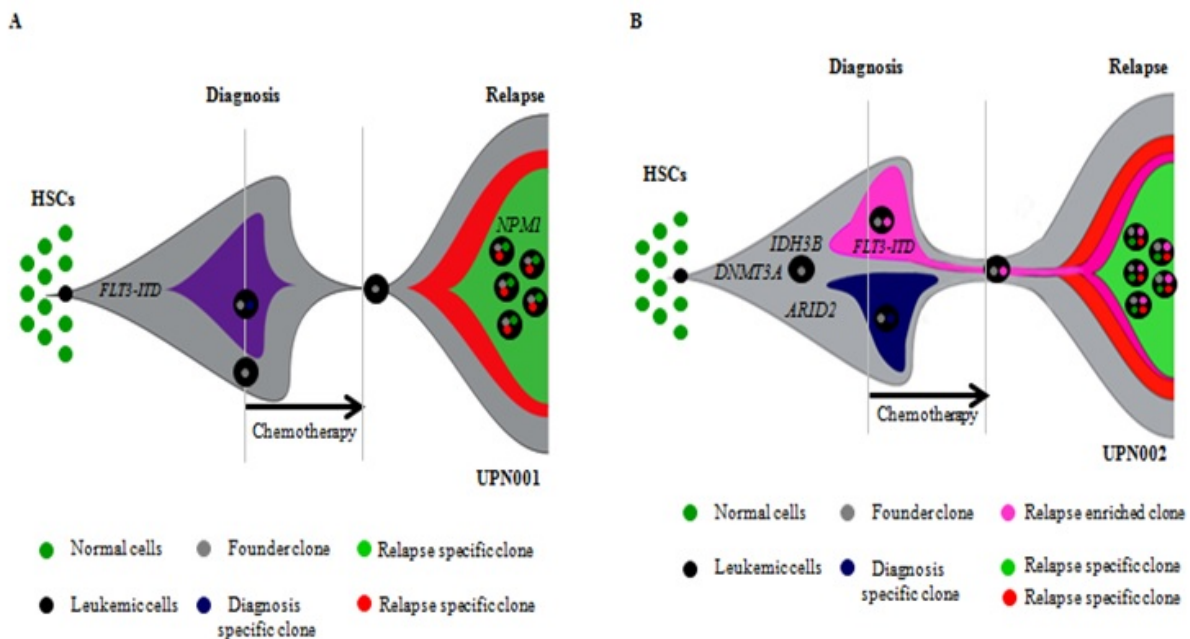 A
Diagnosis
Relapse
HSCs
NPM1
FLT3-ITD
Chemotherapy
UPN001
Normal cells
Founder clone
Relapse specific clone
Leukemic cells
Diagnosis
specific clone
Relapse specific clone
B
Diagnosis
Relapse
HSCs
IDH3B
FLT3-ITD
DNMT3A
ARID2
Chemotherapy
UPN002
Normal cells
Founder clone
Relapse enriched clone
Leukemic cells
Diagnosis
specific clone
Relapse specific clone
Relapse specific clone